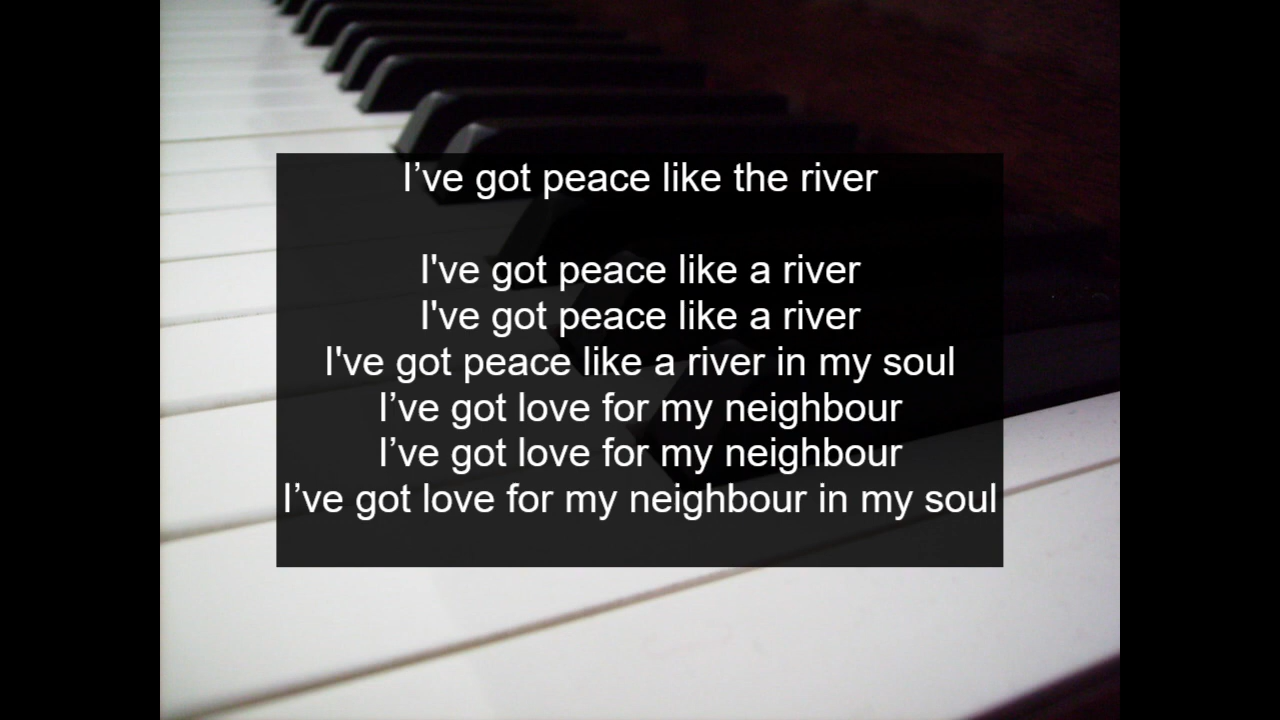 I’ve got peace like the river
I've got peace like a river
I've got peace like a river
I've got peace like a river in my soul
I’ve got love for my neighbour
I’ve got love for my neighbour
I’ve got love for my neighbour in my soul